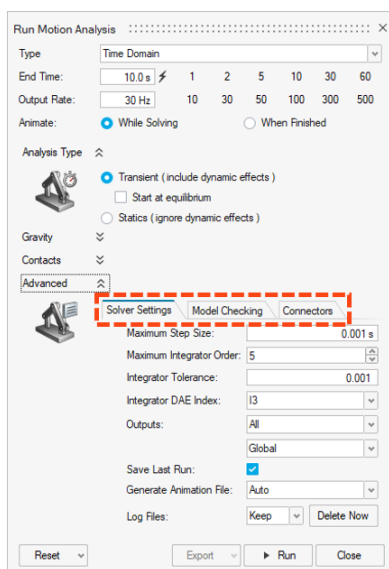 Run Motion Analysis
Type Time Domain
End Time: 10.0 s 1 2 5 10 30 60
Output Rate: 30 Hz 10 30 50 100 300 500
Animate: While Solving When Finished
Analysis Type
Transient ( include dynamic effects )
Start at equilibrium
Statics ( ignore dynamic effects )
Gravity
Contacts
Advanced
Solver Settings Model Checking Connectors
Maximum Step Size: 0.001 s
Maximum Integrator Order: 5
Integrator Tolerance: 0.001
Integrator DAE Index: I3
Outputs: All
Global
Save Last Run:
Generate Animation File: Auto
Log Files: Keep Delete Now
Reset Export Run Close